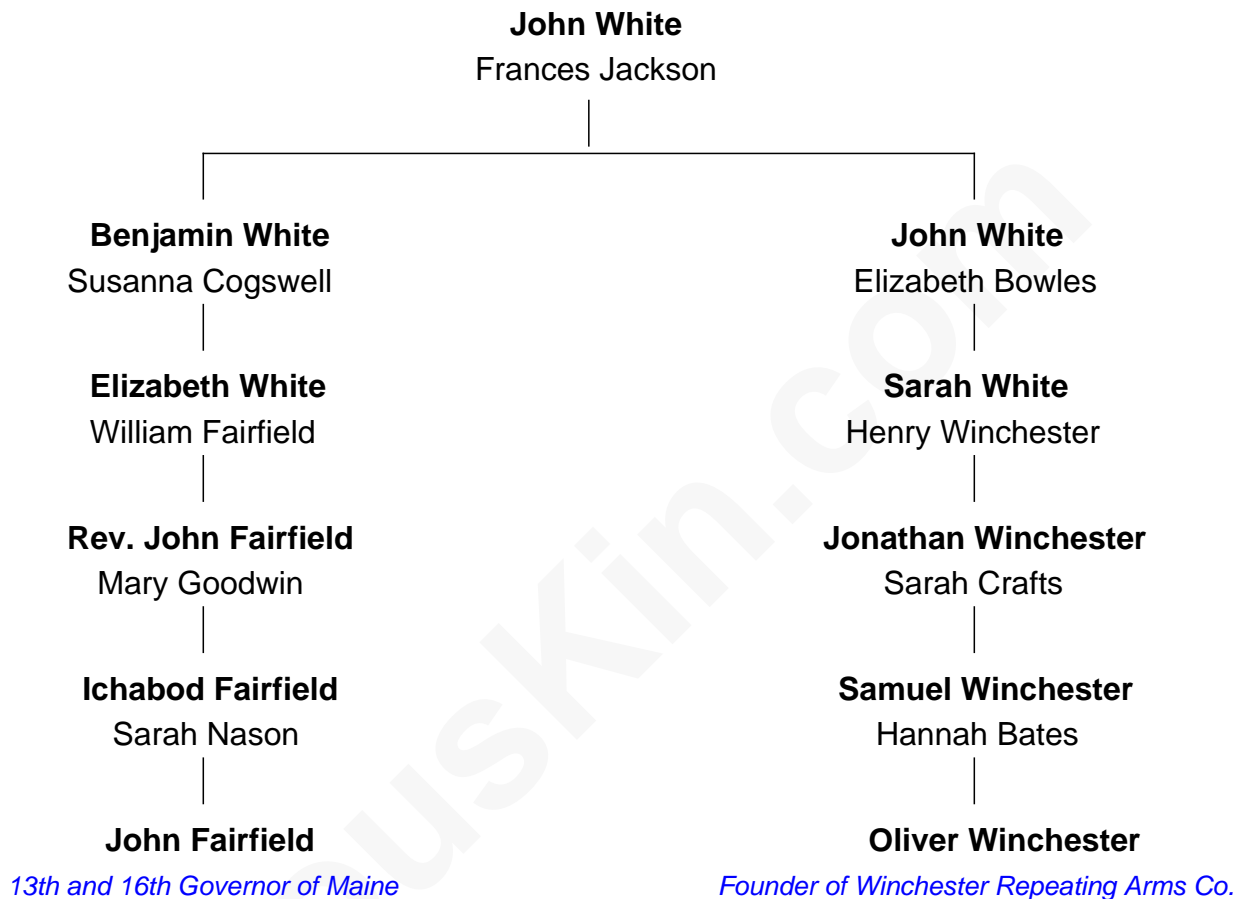 John White
Frances Jackson
Benjamin White
Susanna Cogswell
John White
Elizabeth Bowles
Elizabeth White
William Fairfield
Sarah White
Henry Winchester
Rev. John Fairfield
Mary Goodwin
Jonathan Winchester
Sarah Crafts
Ichabod Fairfield
Sarah Nason
Samuel Winchester
Hannah Bates
John Fairfield
13th and 16th Governor of Maine
Oliver Winchester
Founder of Winchester Repeating Arms Co.
usKin.com